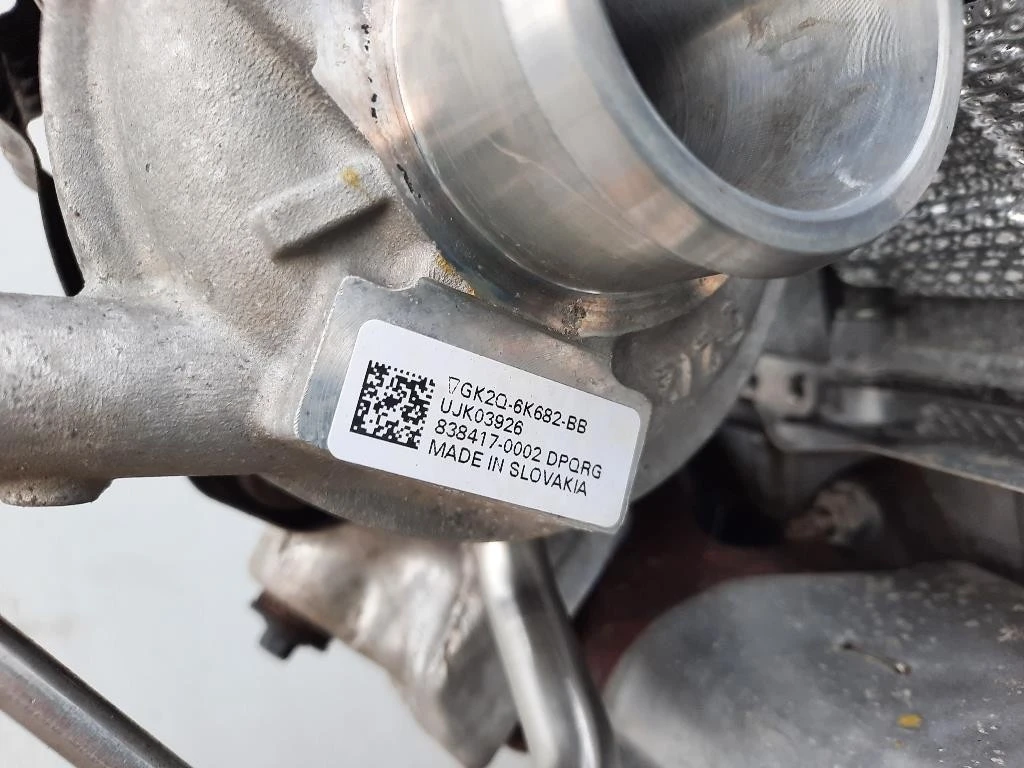 ▽GK2Q-6K682-BB
UJK03926
838417-0002 DPQRG
MADE IN SLOVAKIA